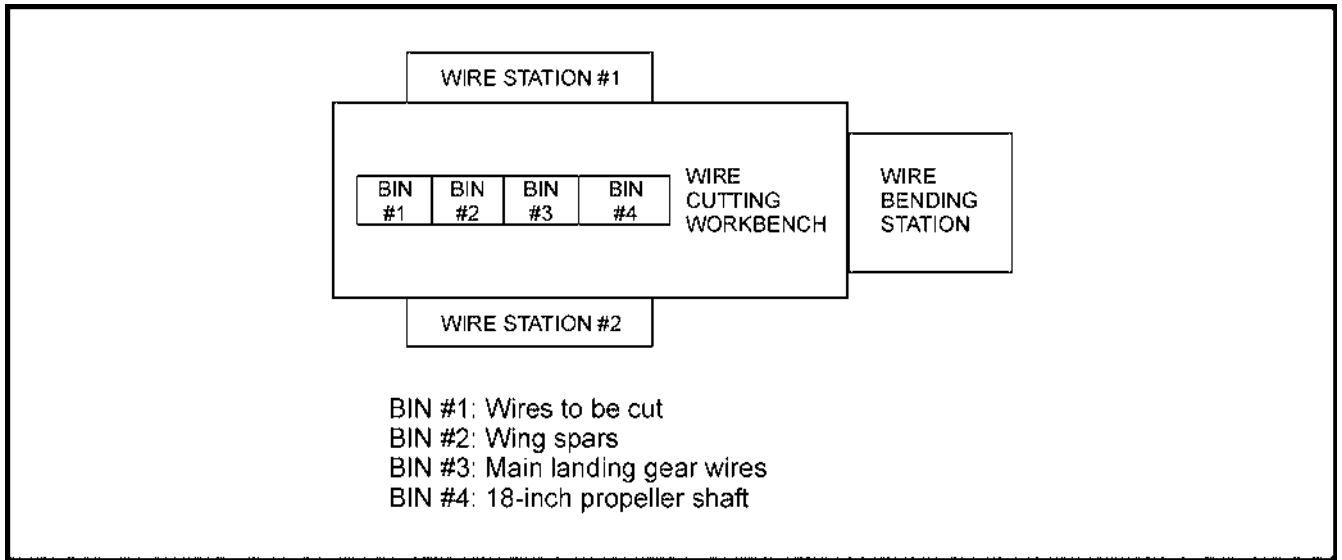 WIRE STATION #1
BIN #1
BIN #2
BIN #3
BIN #4
WIRE
CUTTING
WORKBENCH
WIRE
BENDING
STATION
WIRE STATION #2
BIN #1: Wires to be cut
BIN #2: Wing spars
BIN #3: Main landing gear wires
BIN #4: 18-inch propeller shaft